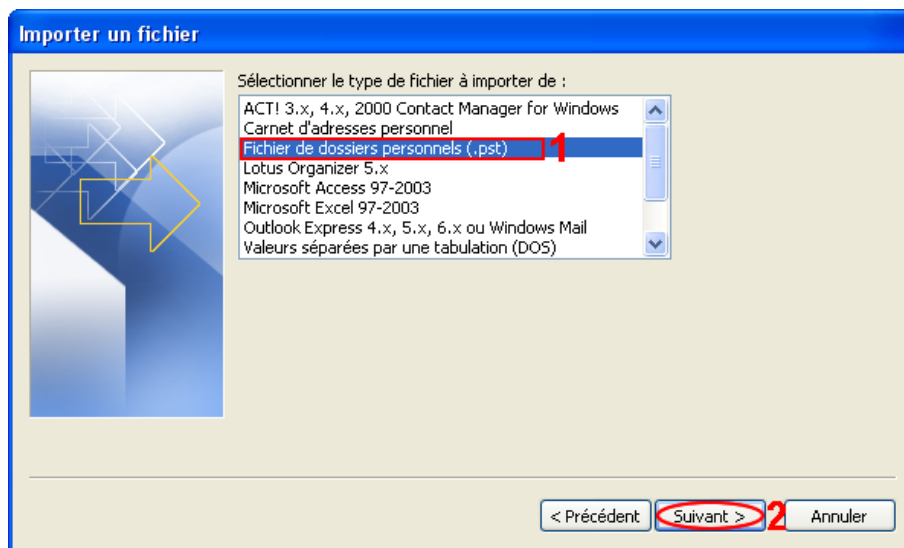 Importer un fichier
Sélectionner le type de fichier à importer de :
ACT! 3.x, 4.x, 2000 Contact Manager for Windows
Carnet d'adresses personnel
Fichier de dossiers personnels (.pst) 1
Lotus Organizer 5.x
Microsoft Access 97-2003
Microsoft Excel 97-2003
Outlook Express 4.x, 5.x, 6.x ou Windows Mail
Valeurs séparées par une tabulation (DOS)
< Précédent Suivant > 2 Annuler